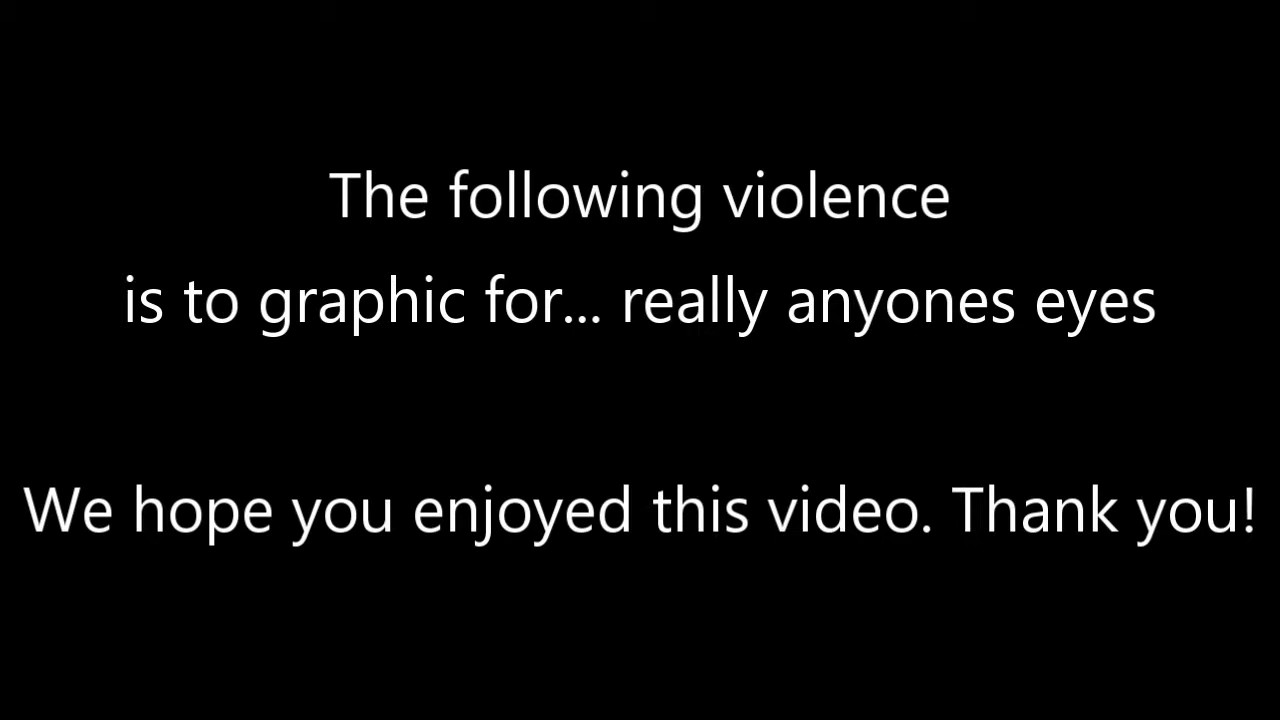 The following violence
is to graphic for... really anyones eyes
We hope you enjoyed this video. Thank you!